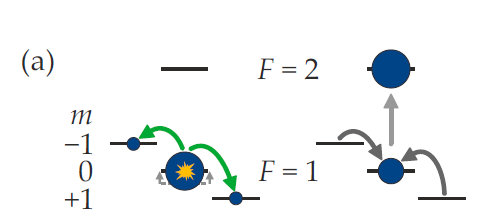 (a)
F = 2
m
−1
0
F = 1
+1